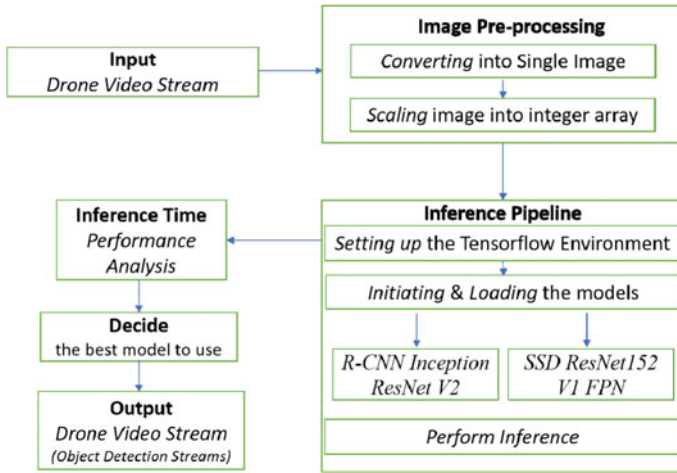 Input
Drone Video Stream
Image Pre-processing
Converting into Single Image
Scaling image into integer array
Inference Pipeline
Setting up the Tensorflow Environment
Initiating & Loading the models
R-CNN Inception
ResNet V2
SSD ResNet152
V1 FPN
Perform Inference
Inference Time
Performance
Analysis
Decide
the best model to use
Output
Drone Video Stream
(Object Detection Streams)